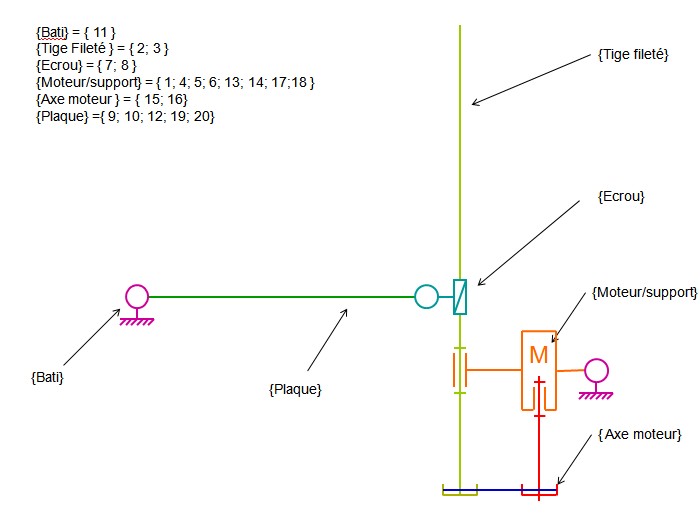 {Bati} = { 11 }
{Tige Fileté } = { 2; 3 }
{Ecrou} = { 7; 8 }
{Moteur/support} = { 1; 4; 5; 6; 13; 14; 17;18 }
{Axe moteur } = { 15; 16}
{Plaque} ={ 9; 10; 12; 19; 20}
{Tige fileté}
{Ecrou}
{Moteur/support}
M
{Bati}
{Plaque}
{ Axe moteur}